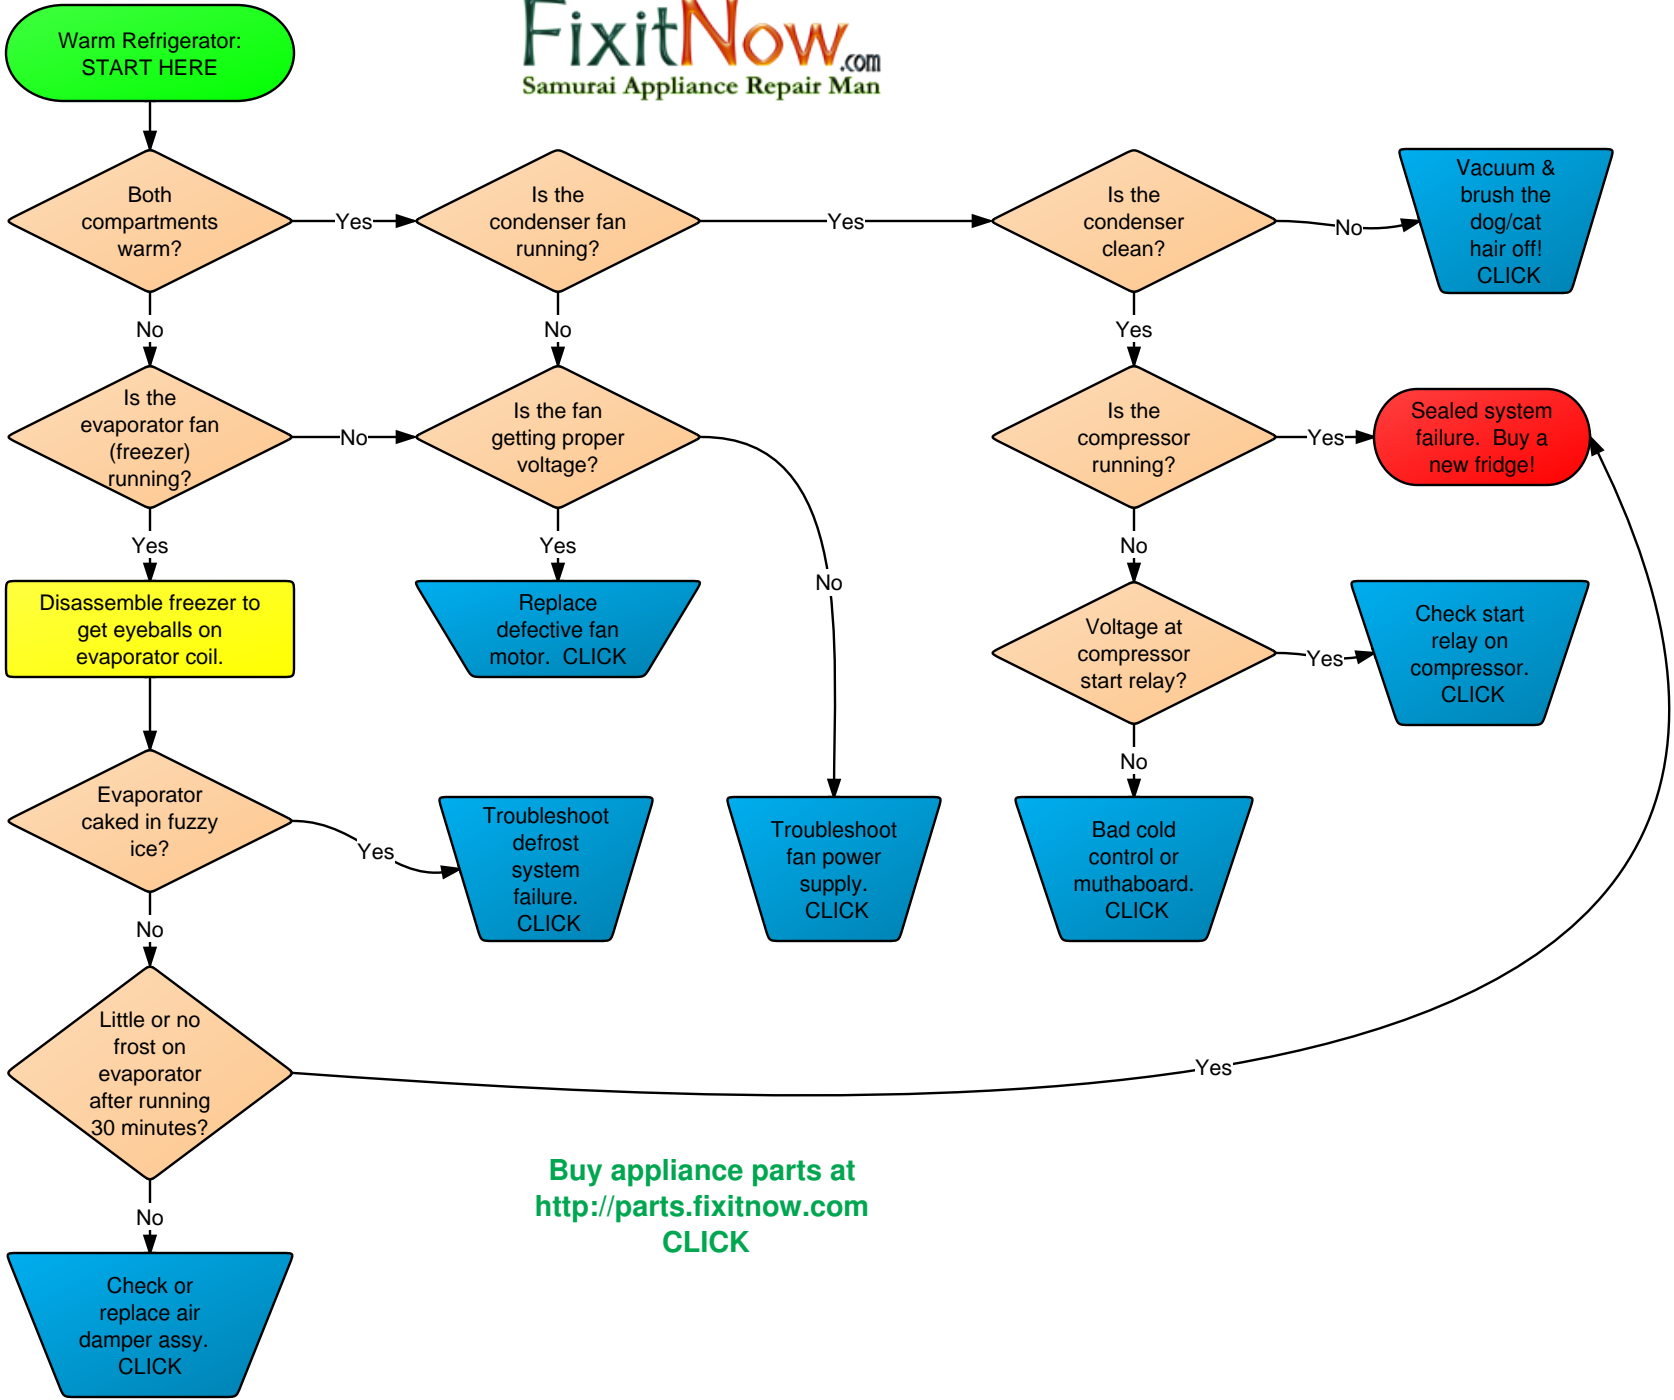 FixitNow.com
Samurai Appliance Repair Man
Warm Refrigerator:
START HERE
Both
compartments
warm?
Yes
Is the
condenser fan
running?
Yes
Is the
condenser
clean?
No
Vacuum &
brush the
dog/cat
hair off!
CLICK
No
No
Yes
Is the
evaporator fan
(freezer)
running?
No
Is the fan
getting proper
voltage?
Is the
compressor
running?
Yes
Sealed system
failure. Buy a
new fridge!
Yes
Yes
No
No
Disassemble freezer to
get eyeballs on
evaporator coil.
Replace
defective fan
motor. CLICK
Voltage at
compressor
start relay?
Yes
Check start
relay on
compressor.
CLICK
No
Evaporator
caked in fuzzy
ice?
Yes
Troubleshoot
defrost
system
failure.
CLICK
Troubleshoot
fan power
supply.
CLICK
Bad cold
control or
muthaboard.
CLICK
No
Little or no
frost on
evaporator
after running
30 minutes?
Yes
No
Buy appliance parts at
http://parts.fixitnow.com
CLICK
Check or
replace air
damper assy.
CLICK